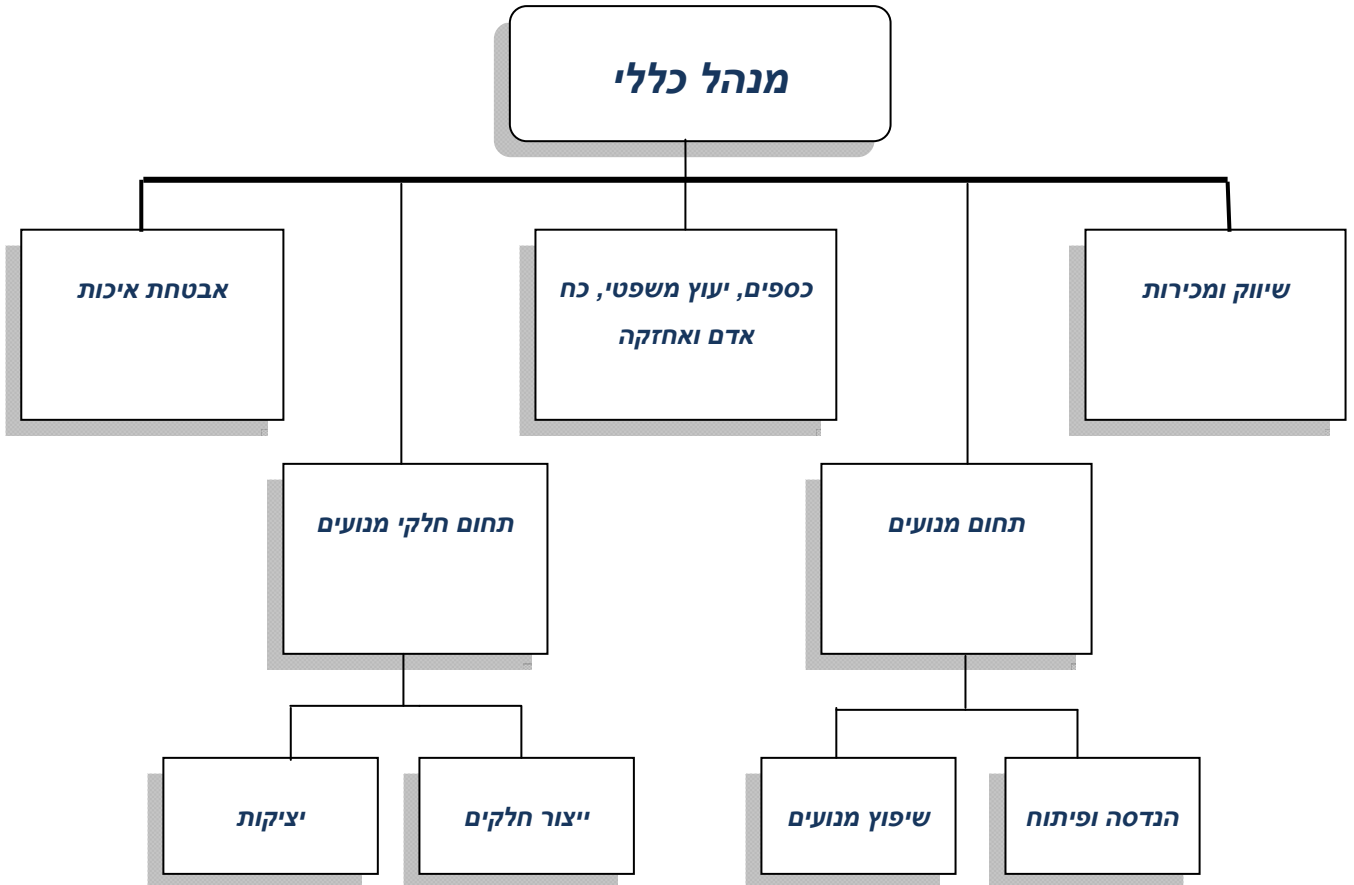 מנהל כללי
שיווק ומכירות
כספים, יעוץ משפטי, כח
אדם ואחזקה
אבטחת איכות
תחום מנועים
תחום חלקי מנועים
הנדסה ופיתוח
שיפוץ מנועים
ייצור חלקים
יציקות